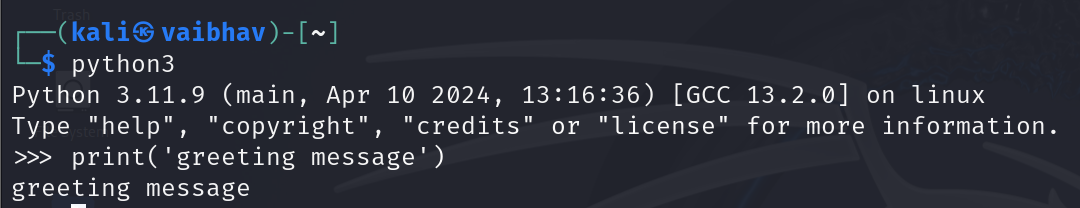 Trash
┌──(kali㉿vaibhav)-[~]
└─$ python3
Python 3.11.9 (main, Apr 10 2024, 13:16:36) [GCC 13.2.0] on linux
Type "help", "copyright", "credits" or "license" for more information.
>>> print('greeting message')
greeting message